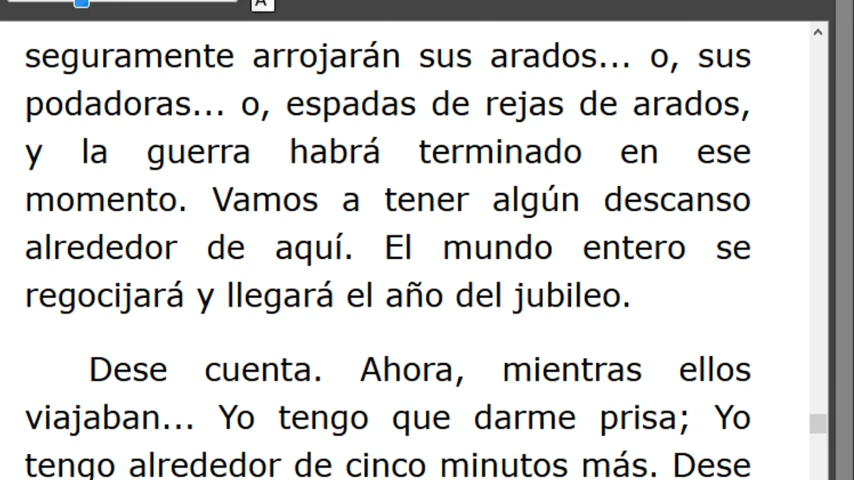 A
seguramente arrojarán sus arados... o, sus
podadoras... o, espadas de rejas de arados,
y la guerra habrá terminado en ese
momento. Vamos a tener algún descanso
alrededor de aquí. El mundo entero se
regocijará y llegará el año del jubileo.
Dese cuenta. Ahora, mientras ellos
viajaban... Yo tengo que darme prisa; Yo
tengo alrededor de cinco minutos más. Dese